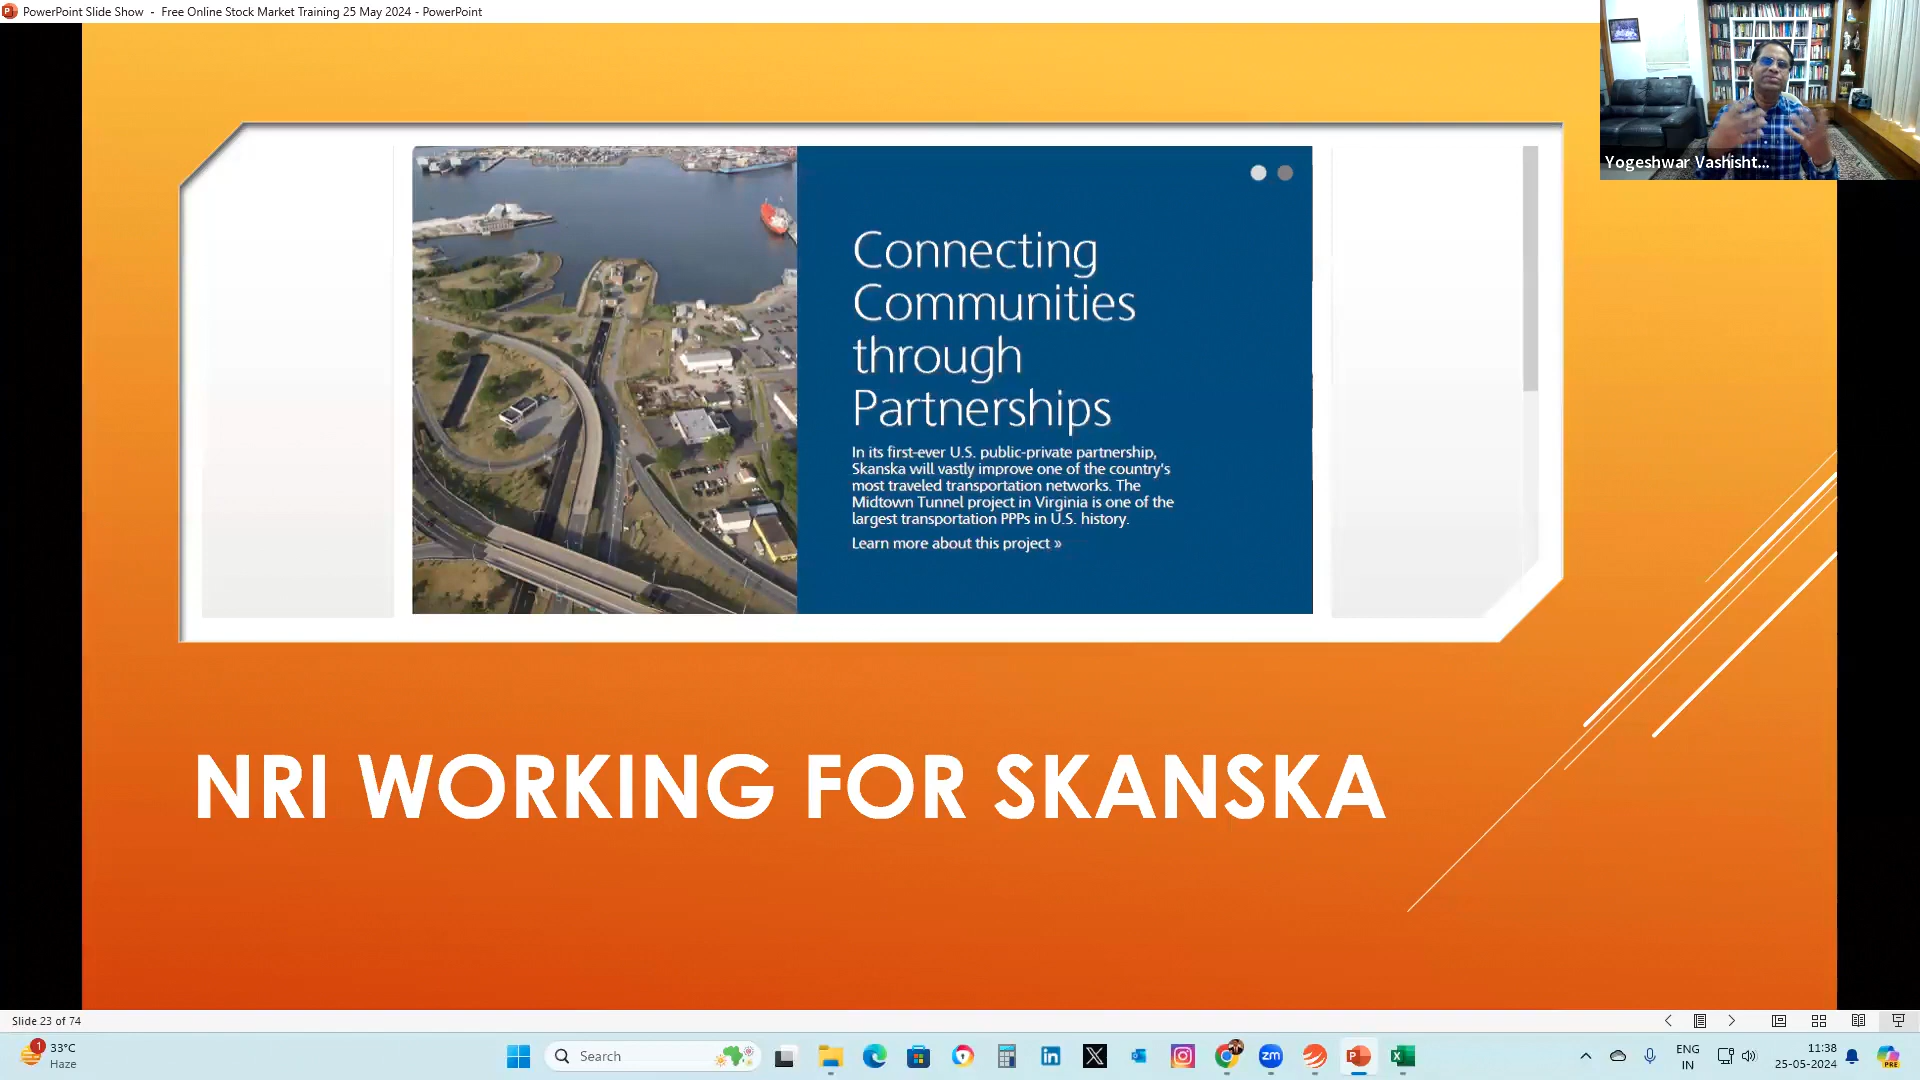 PowerPoint Slide Show - Free Online Stock Market Training 25 May 2024 - PowerPoint
Yogeshwar Vashisht...
Connecting
Communities
through
Partnerships
In its first-ever U.S. public-private partnership,
Skanska will vastly improve one of the country's
most traveled transportation networks. The
Midtown Tunnel project in Virginia is one of the
largest transportation PPPs in U.S. history.
Learn more about this project »
NRI WORKING FOR SKANSKA
Slide 23 of 74
1
33°C
Haze
Search
zm
ENG
IN
11:38
25-05-2024
PRE